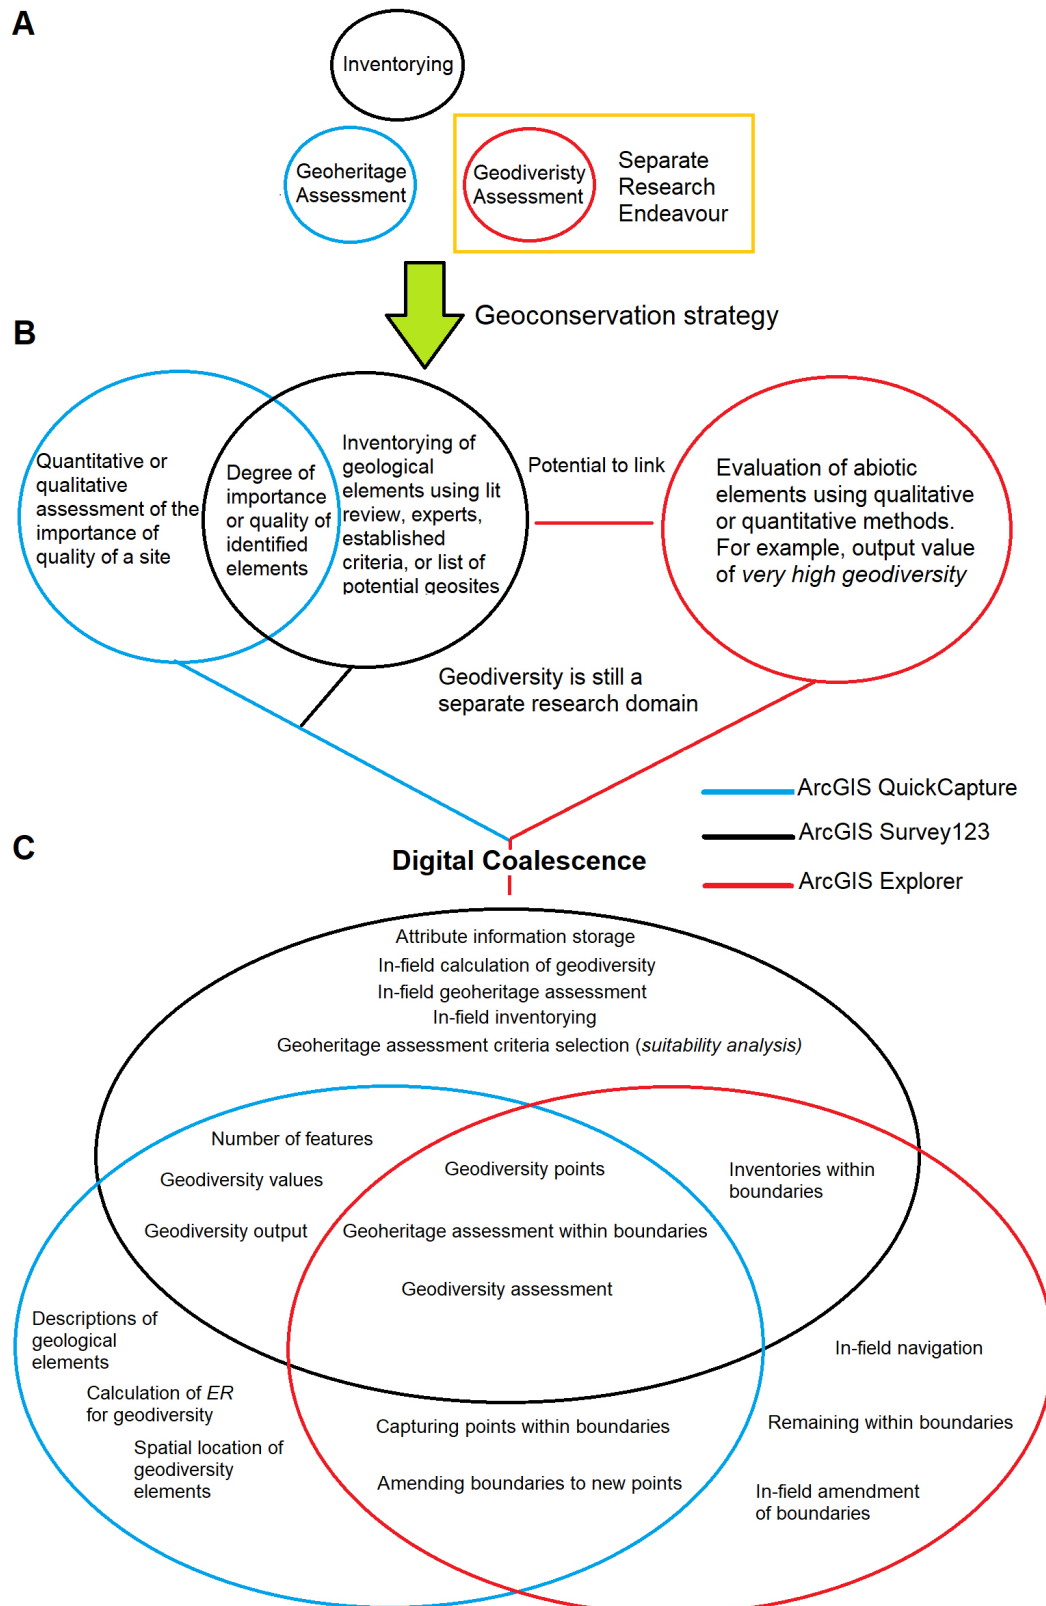 A
Inventorying
Geoheritage
Assessment
Geodiveristy
Assessment
Separate
Research
Endeavour
Geoconservation strategy
B
Quantitative or
qualitative
assessment of the
importance of
quality of a site
Degree of
importance
or quality of
identified
elements
Inventorying of
geological
elements using lit
review, experts,
established
criteria, or list of
potential geosites
Potential to link
Evaluation of abiotic
elements using qualitative
or quantitative methods.
For example, output value
of very high geodiversity
Geodiversity is still a
separate research domain
ArcGIS QuickCapture
ArcGIS Survey123
ArcGIS Explorer
C
Digital Coalescence
Attribute information storage
In-field calculation of geodiversity
In-field geoheritage assessment
In-field inventorying
Geoheritage assessment criteria selection (suitability analysis)
Number of features
Geodiversity values
Geodiversity output
Geodiversity points
Geoheritage assessment within boundaries
Geodiversity assessment
Inventories within
boundaries
Descriptions of
geological
elements
Calculation of ER
for geodiversity
Spatial location of
geodiversity
elements
Capturing points within boundaries
Amending boundaries to new points
In-field navigation
Remaining within boundaries
In-field amendment
of boundaries